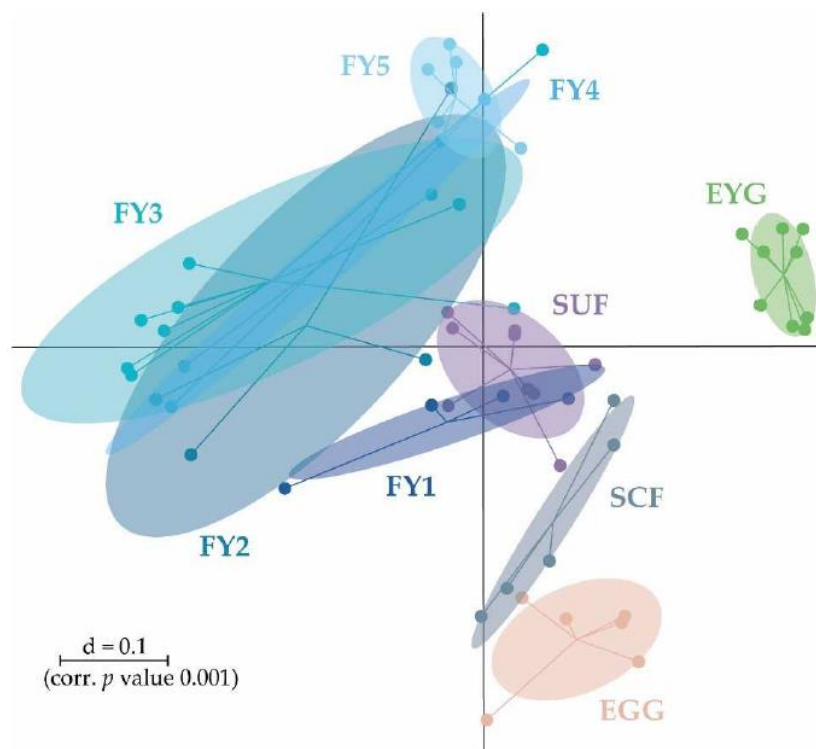 FY5
FY4
FY3
EYG
SUF
FY1
SCF
FY2
d = 0.1
(corr. p value 0.001)
EGG